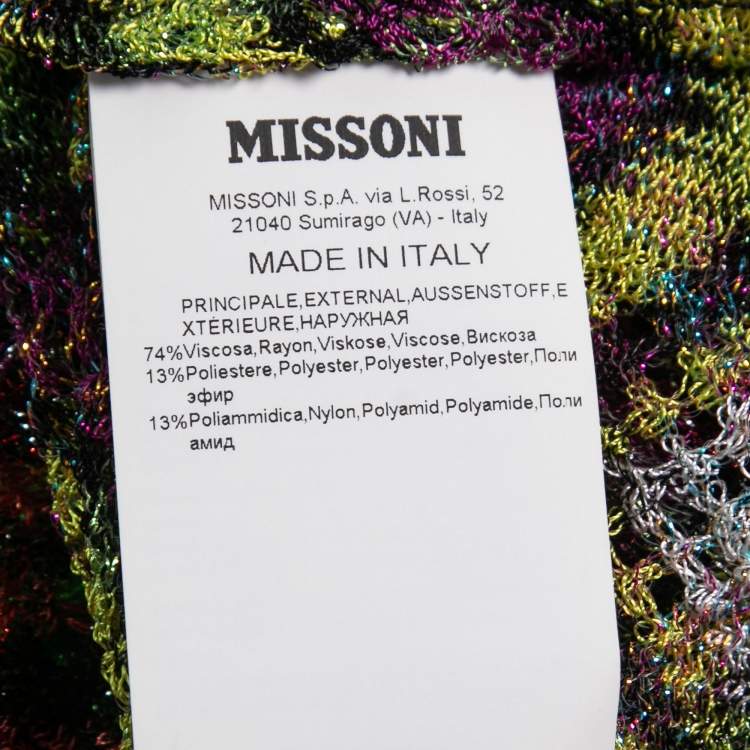 MISSONI
MISSONI S.p.A. via L.Rossi, 52
21040 Sumirago (VA) - Italy
MADE IN ITALY
PRINCIPALE,EXTERNAL,AUSSENSTOFF,E
XTÉRIEURE,НАРУЖНАЯ
74%Viscosa,Rayon,Viskose,Viscose,Вискоза
13%Poliestere,Polyester,Polyester,Polyester,Поли
эфир
13%Poliammidica,Nylon,Polyamid,Polyamide,Поли
амид